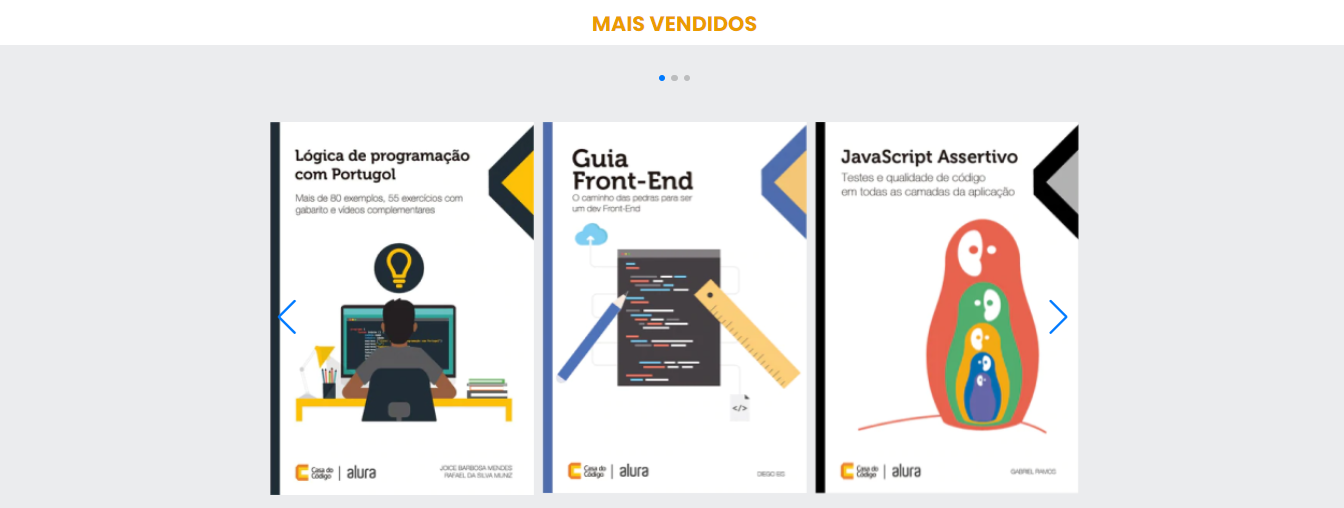 MAIS VENDIDOS
Lógica de programação
com Portugol
Mais de 80 exemplos, 55 exercícios com
gabarito e vídeos complementares
Casa do
Código
alura
JOICE BARBOSA MENDES
RAFAEL DA SILVA MUNIZ
Guia
Front-End
O caminho das pedras para ser
um dev Front-End
</>
Casa do
Código
alura
DIEGO EIS
JavaScript Assertivo
Testes e qualidade de código
em todas as camadas da aplicação
Casa do
Código
alura
GABRIEL RAMOS